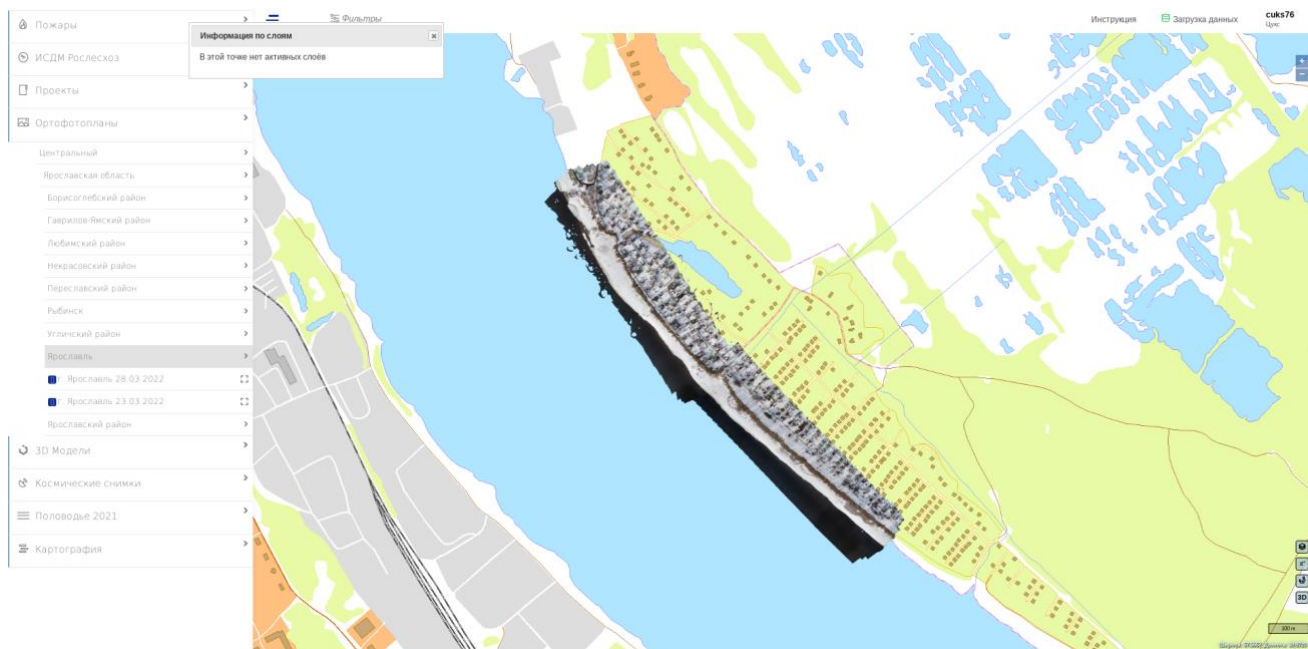 Пожары
Фильтры
Инструкция
Загрузка данных
cuks76
Цукс
Информация по слоям
В этой точке нет активных слоёв
ИСДМ Рослесхоз
Проекты
Ортофотопланы
Центральный
Ярославская область
Борисоглебский район
Гаврилов-Ямский район
Любимский район
Некрасовский район
Переславский район
Рыбинск
Угличский район
Ярославль
г. Ярославль 28.03.2022
г. Ярославль 23.03.2022
Ярославский район
3D Модели
Космические снимки
Половодье 2021
Картография
3D
300 m